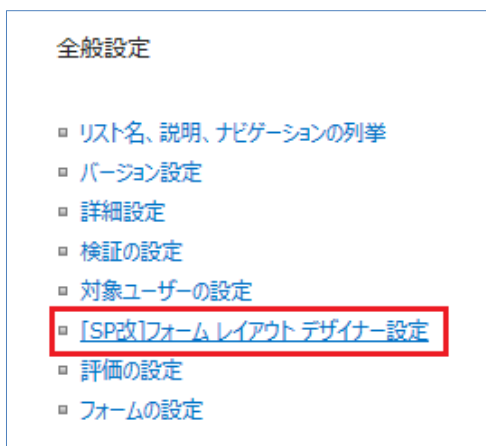 全般設定
リスト名、説明、ナビゲーションの列挙
バージョン設定
詳細設定
検証の設定
対象ユーザーの設定
[SP改]フォーム レイアウト デザイナー設定
評価の設定
フォームの設定